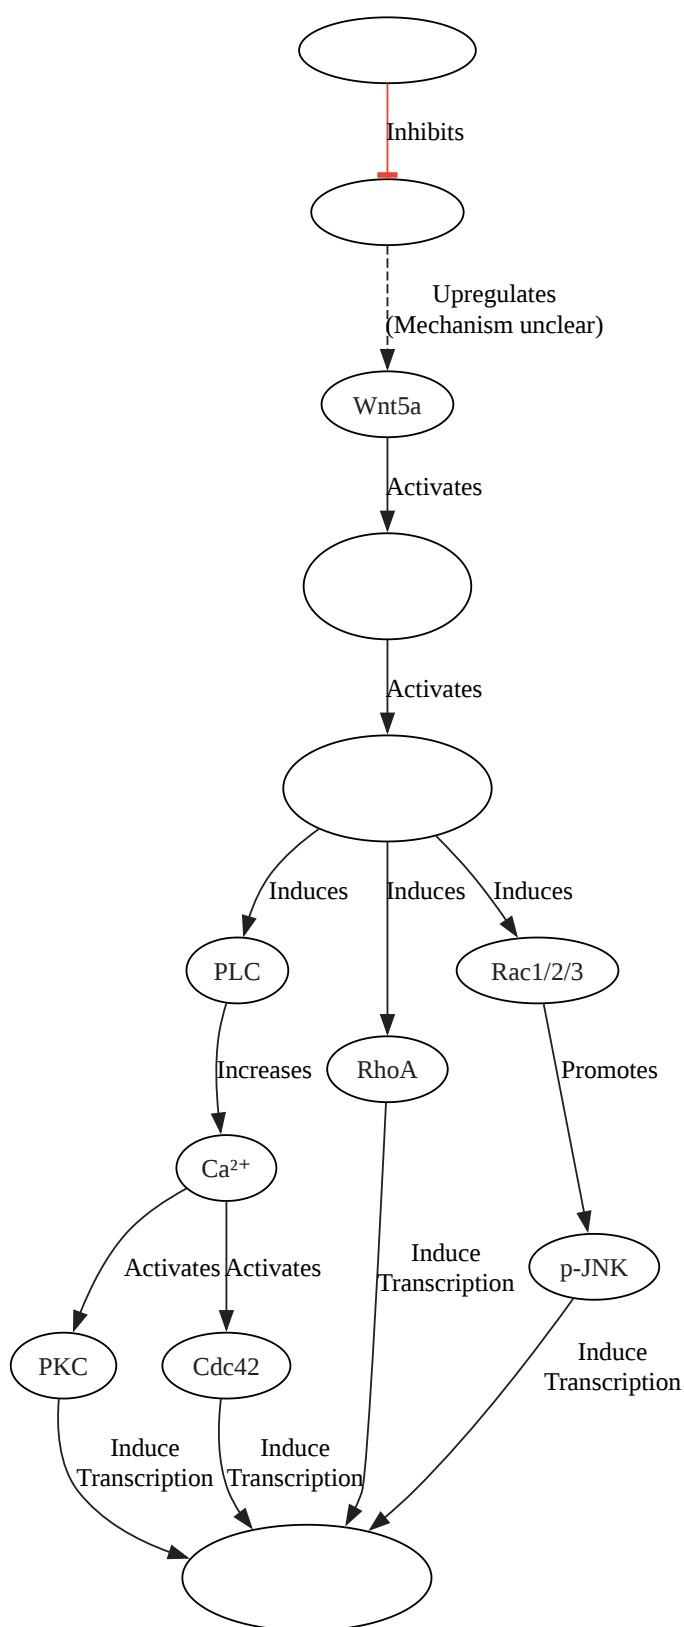 Inhibits
Upregulates
(Mechanism unclear)
Wnt5a
Activates
Activates
Induces
Induces
Induces
PLC
Rac1/2/3
Increases
RhoA
Promotes
Ca²⁺
Activates
Activates
Induce
Transcription
p-JNK
PKC
Cdc42
Induce
Transcription
Induce
Transcription
Induce
Transcription